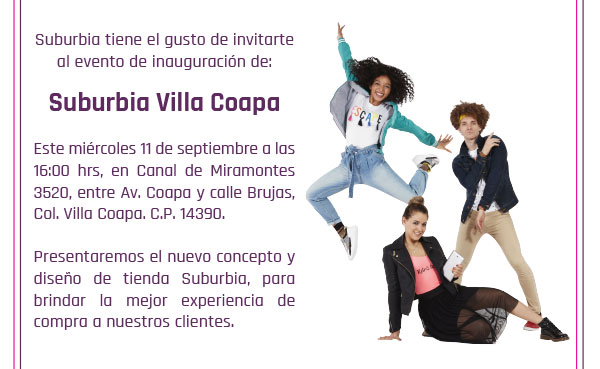 Suburbia tiene el gusto de invitarte
al evento de inauguración de:
Suburbia Villa Coapa
Este miércoles 11 de septiembre a las
16:00 hrs, en Canal de Miramontes
3520, entre Av. Coapa y calle Brujas,
Col. Villa Coapa. C.P. 14390.
Presentaremos el nuevo concepto y
diseño de tienda Suburbia, para
brindar la mejor experiencia de
compra a nuestros clientes.
ESCAPE